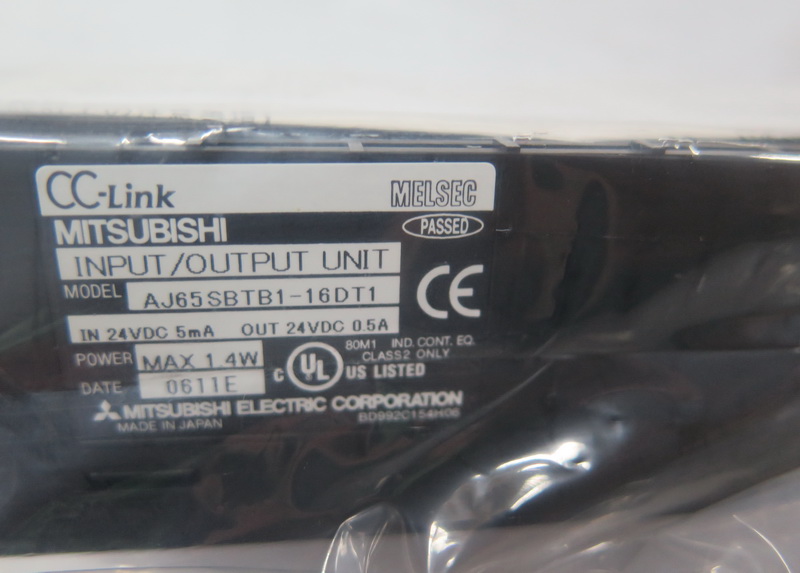 CC-Link MELSEC
MITSUBISHI PASSED
INPUT/OUTPUT UNIT
MODEL AJ65SBTB1-16DT1
CE
IN 24VDC 5mA OUT 24VDC 0.5A
POWER MAX 1.4W
80M1 IND. CONT. EQ.
CLASS2 ONLY
C UL US LISTED
DATE 0611E
MITSUBISHI ELECTRIC CORPORATION
MADE IN JAPAN BD992C154H06